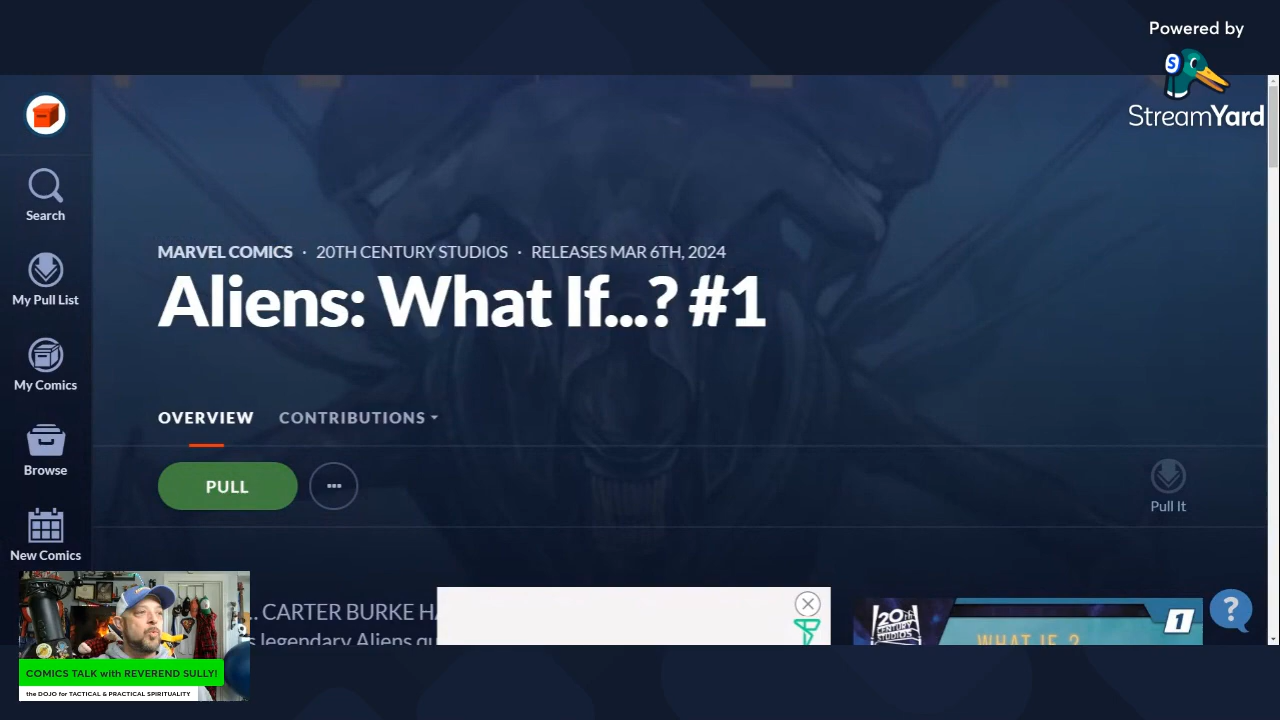 Powered by
S
StreamYard
Search
My Pull List
My Comics
Browse
New Comics
MARVEL COMICS · 20TH CENTURY STUDIOS · RELEASES MAR 6TH, 2024
Aliens: What If...? #1
OVERVIEW CONTRIBUTIONS
PULL
Pull It
.. CARTER BURKE
legendary Aliens
20th
CENTURY
STUDIOS
WHAT IF
1
?
COMICS TALK with REVEREND SULLY!
the DOJO for TACTICAL & PRACTICAL SPIRITUALITY